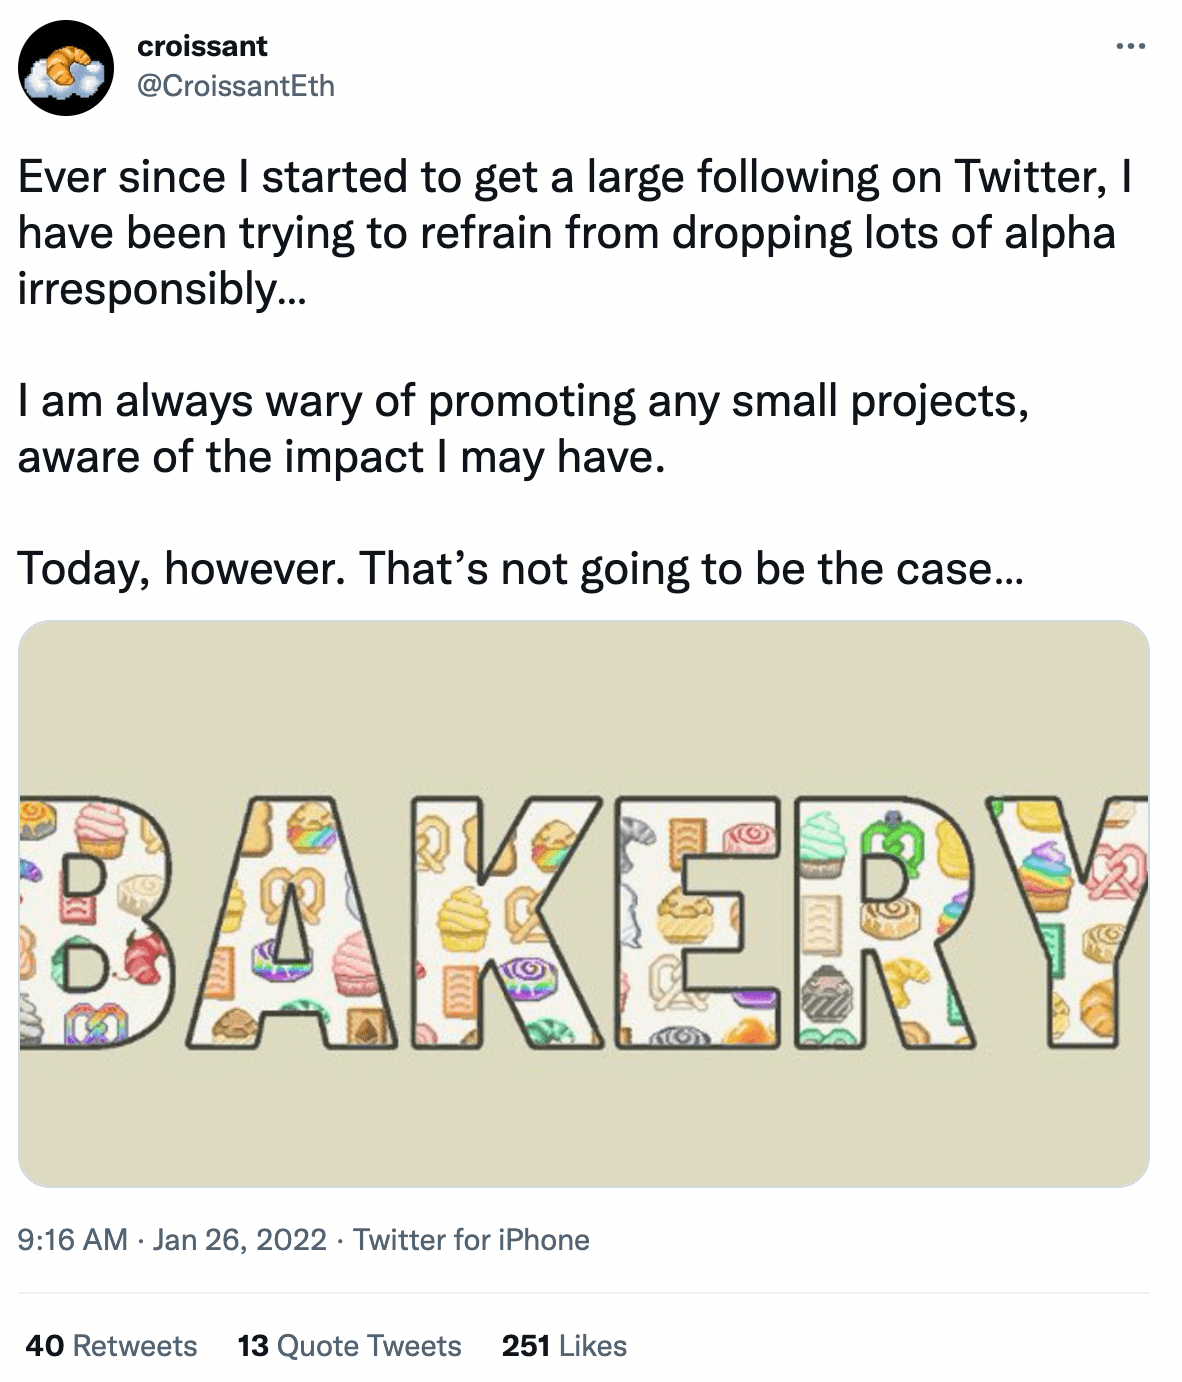 croissant
@CroissantEth
Ever since I started to get a large following on Twitter, I
have been trying to refrain from dropping lots of alpha
irresponsibly...
I am always wary of promoting any small projects,
aware of the impact I may have.
Today, however. That’s not going to be the case...
BAKERY
9:16 AM · Jan 26, 2022 · Twitter for iPhone
40 Retweets 13 Quote Tweets 251 Likes